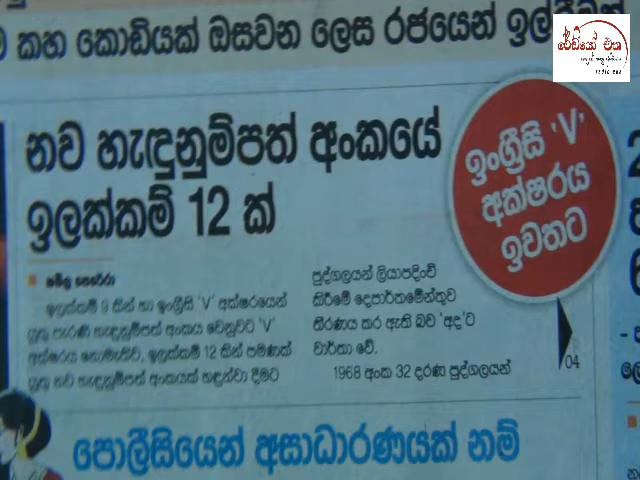 කහ කොඩියක් ඔසවන ලෙස රජයෙන්
රේඩියෝ එක
නව හැඳුනුම්පත් අංකයේ
ඉලක්කම් 12 ක්
ඉංග්‍රීසි 'V'
අක්ෂරය
ඉවතට
ඉලක්කම් 9 කින් හා ඉංග්‍රීසි 'V' අක්ෂරයෙන්
යුතු පැරණි හැඳුනුම්පත් අංකය වෙනුවට 'V'
අක්ෂරය නොමැතිව, ඉලක්කම් 12 කින් පමණක්
යුතු නව හැඳුනුම්පත් අංකයක් හඳුන්වා දීමට
පුද්ගලයන් ලියාපදිංචි
කිරීමේ දෙපාර්තමේන්තුව
තීරණය කර ඇති බව 'අද'ට
වාර්තා වේ.
1968 අංක 32 දරණ පුද්ගලයන්
04
පොලීසියෙන් අසාධාරණයක් නම්